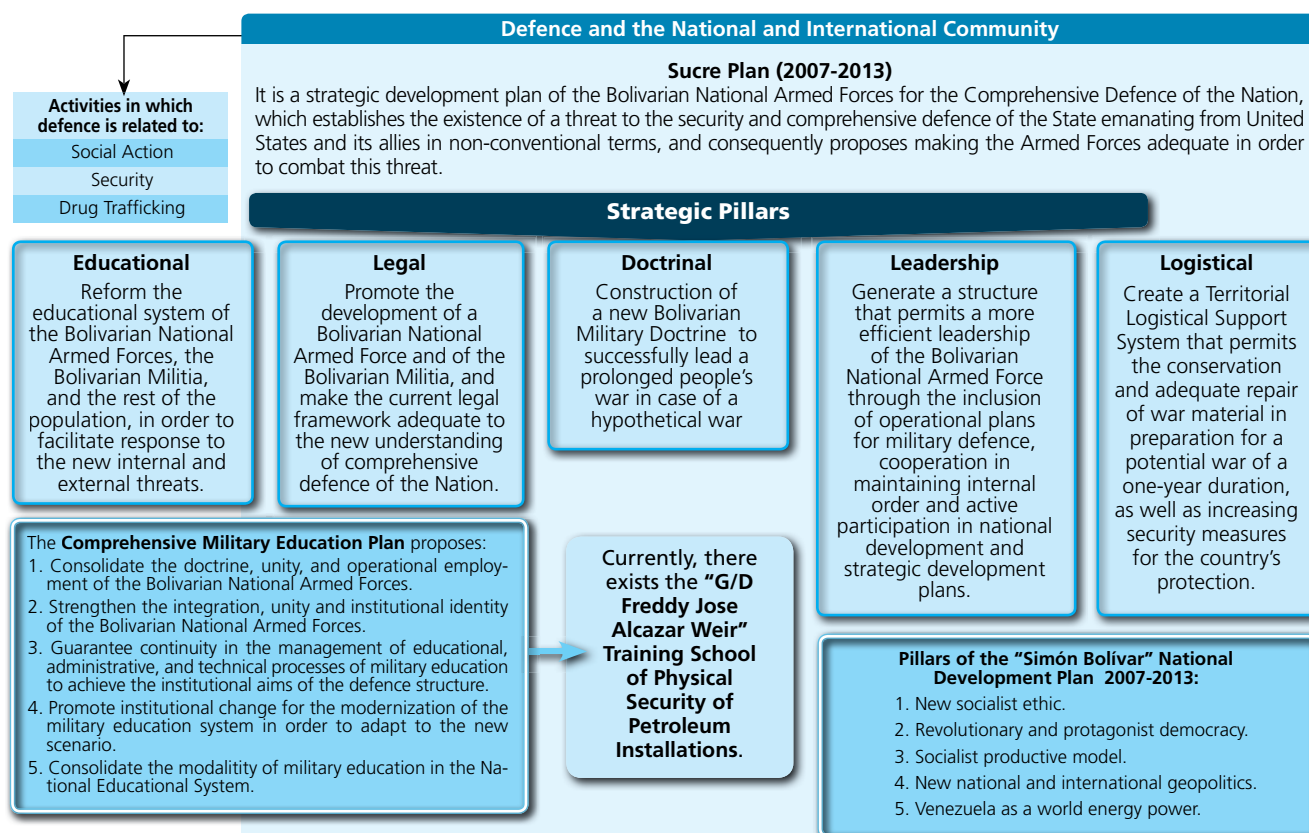 Defence and the National and International Community
Activities in which
defence is related to:
Social Action
Security
Drug Trafficking
Sucre Plan (2007-2013)
It is a strategic development plan of the Bolivarian National Armed Forces for the Comprehensive Defence of the Nation,
which establishes the existence of a threat to the security and comprehensive defence of the State emanating from United
States and its allies in non-conventional terms, and consequently proposes making the Armed Forces adequate in order
to combat this threat.
Strategic Pillars
Educational
Reform the
educational system of
the Bolivarian National
Armed Forces, the
Bolivarian Militia,
and the rest of the
population, in order to
facilitate response to
the new internal and
external threats.
Legal
Promote the
development of a
Bolivarian National
Armed Force and of the
Bolivarian Militia, and
make the current legal
framework adequate to
the new understanding
of comprehensive
defence of the Nation.
Doctrinal
Construction of
a new Bolivarian
Military Doctrine to
successfully lead a
prolonged people's
war in case of a
hypothetical war
Leadership
Generate a structure
that permits a more
efficient leadership
of the Bolivarian
National Armed Force
through the inclusion
of operational plans
for military defence,
cooperation in
maintaining internal
order and active
participation in national
development and
strategic development
plans.
Logistical
Create a Territorial
Logistical Support
System that permits
the conservation
and adequate repair
of war material in
preparation for a
potential war of a
one-year duration,
as well as increasing
security measures
for the country's
protection.
The Comprehensive Military Education Plan proposes:
1. Consolidate the doctrine, unity, and operational employ-
ment of the Bolivarian National Armed Forces.
2. Strengthen the integration, unity and institutional identity
of the Bolivarian National Armed Forces.
3. Guarantee continuity in the management of educational,
administrative, and technical processes of military education
to achieve the institutional aims of the defence structure.
4. Promote institutional change for the modernization of the
military education system in order to adapt to the new
scenario.
5. Consolidate the modalitity of military education in the Na-
tional Educational System.
Currently, there
exists the "G/D
Freddy Jose
Alcazar Weir"
Training School
of Physical
Security of
Petroleum
Installations.
Pillars of the "Simón Bolívar" National
Development Plan 2007-2013:
1. New socialist ethic.
2. Revolutionary and protagonist democracy.
3. Socialist productive model.
4. New national and international geopolitics.
5. Venezuela as a world energy power.